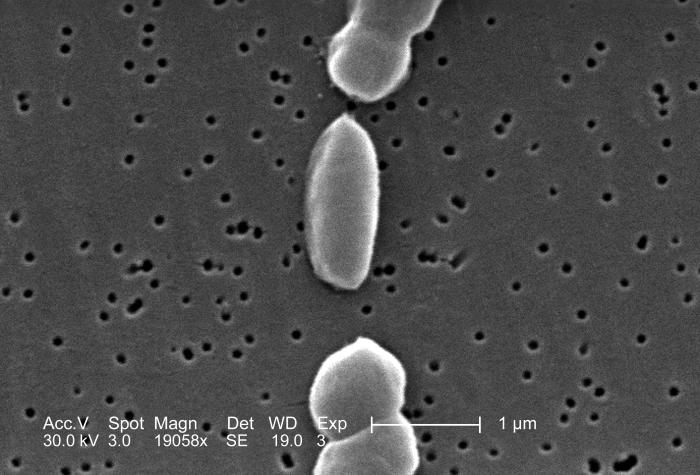 Acc.V Spot Magn Det WD Exp 1 µm
30.0 kV 3.0 19058x SE 19.0 3